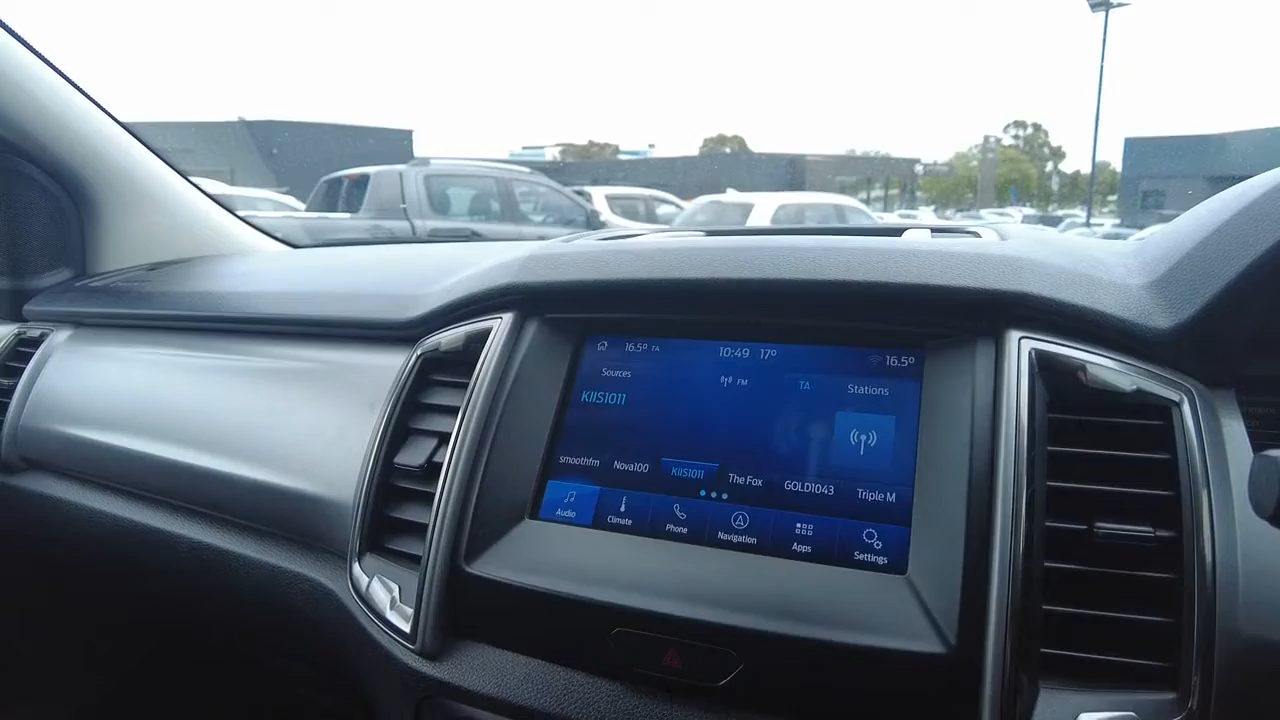 16.5° TA 10:49 17° 16.5°
Sources FM TA Stations
KIIS1011
smoothfm Nova100 KIIS1011 The Fox GOLD1043 Triple M
Audio Climate Phone Navigation Apps Settings